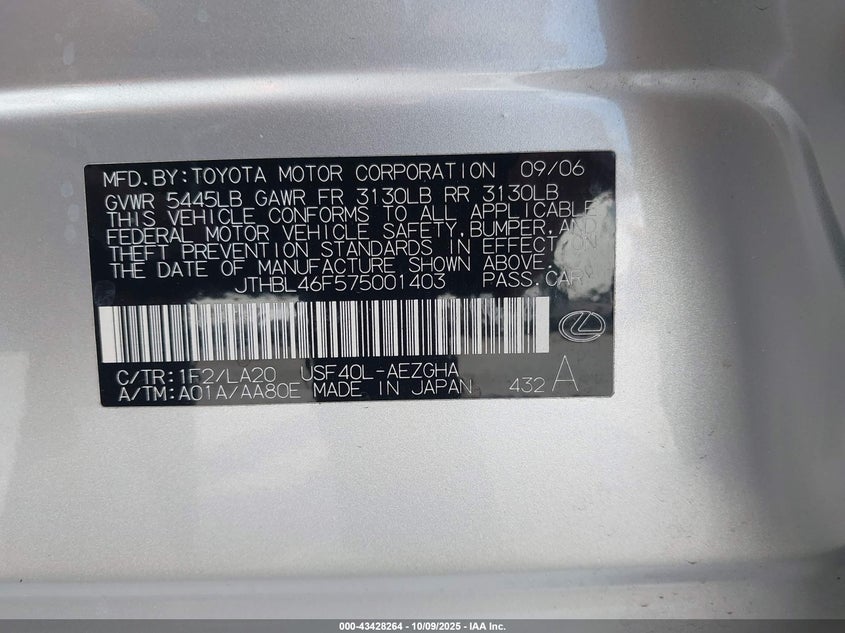 MFD.BY:TOYOTA MOTOR CORPORATION 09/06
GVWR 5445LB GAWR FR 3130LB RR 3130LB
THIS VEHICLE CONFORMS TO ALL APPLICABLE
FEDERAL MOTOR VEHICLE SAFETY,BUMPER,AND
THEFT PREVENTION STANDARDS IN EFFECT ON
THE DATE OF MANUFACTURE SHOWN ABOVE.
JTHBL46F575001403 PASS.CAR
C/TR:1F2/LA20 USF40L-AEZGHA
A/TM:A01A/AA80E MADE IN JAPAN 432 A
000-43428264 - 10/09/2025 - IAA Inc.